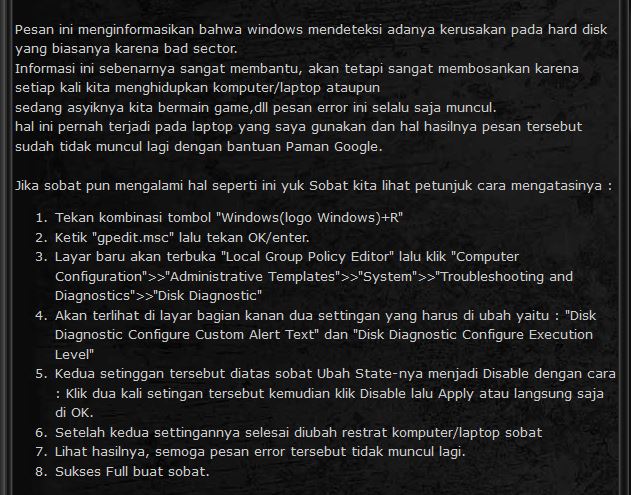 Pesan ini menginformasikan bahwa windows mendeteksi adanya kerusakan pada hard disk
yang biasanya karena bad sector.
Informasi ini sebenarnya sangat membantu, akan tetapi sangat membosankan karena
setiap kali kita menghidupkan komputer/laptop ataupun
sedang asyiknya kita bermain game,dll pesan error ini selalu saja muncul.
hal ini pernah terjadi pada laptop yang saya gunakan dan hal hasilnya pesan tersebut
sudah tidak muncul lagi dengan bantuan Paman Google.
Jika sobat pun mengalami hal seperti ini yuk Sobat kita lihat petunjuk cara mengatasinya :
1. Tekan kombinasi tombol "Windows(logo Windows)+R"
2. Ketik "gpedit.msc" lalu tekan OK/enter.
3. Layar baru akan terbuka "Local Group Policy Editor" lalu klik "Computer
Configuration">>"Administrative Templates">>"System">>"Troubleshooting and
Diagnostics">>"Disk Diagnostic"
4. Akan terlihat di layar bagian kanan dua settingan yang harus di ubah yaitu : "Disk
Diagnostic Configure Custom Alert Text" dan "Disk Diagnostic Configure Execution
Level"
5. Kedua setinggan tersebut diatas sobat Ubah State-nya menjadi Disable dengan cara
: Klik dua kali setingan tersebut kemudian klik Disable lalu Apply atau langsung saja
di OK.
6. Setelah kedua settingannya selesai diubah restrat komputer/laptop sobat
7. Lihat hasilnya, semoga pesan error tersebut tidak muncul lagi.
8. Sukses Full buat sobat.